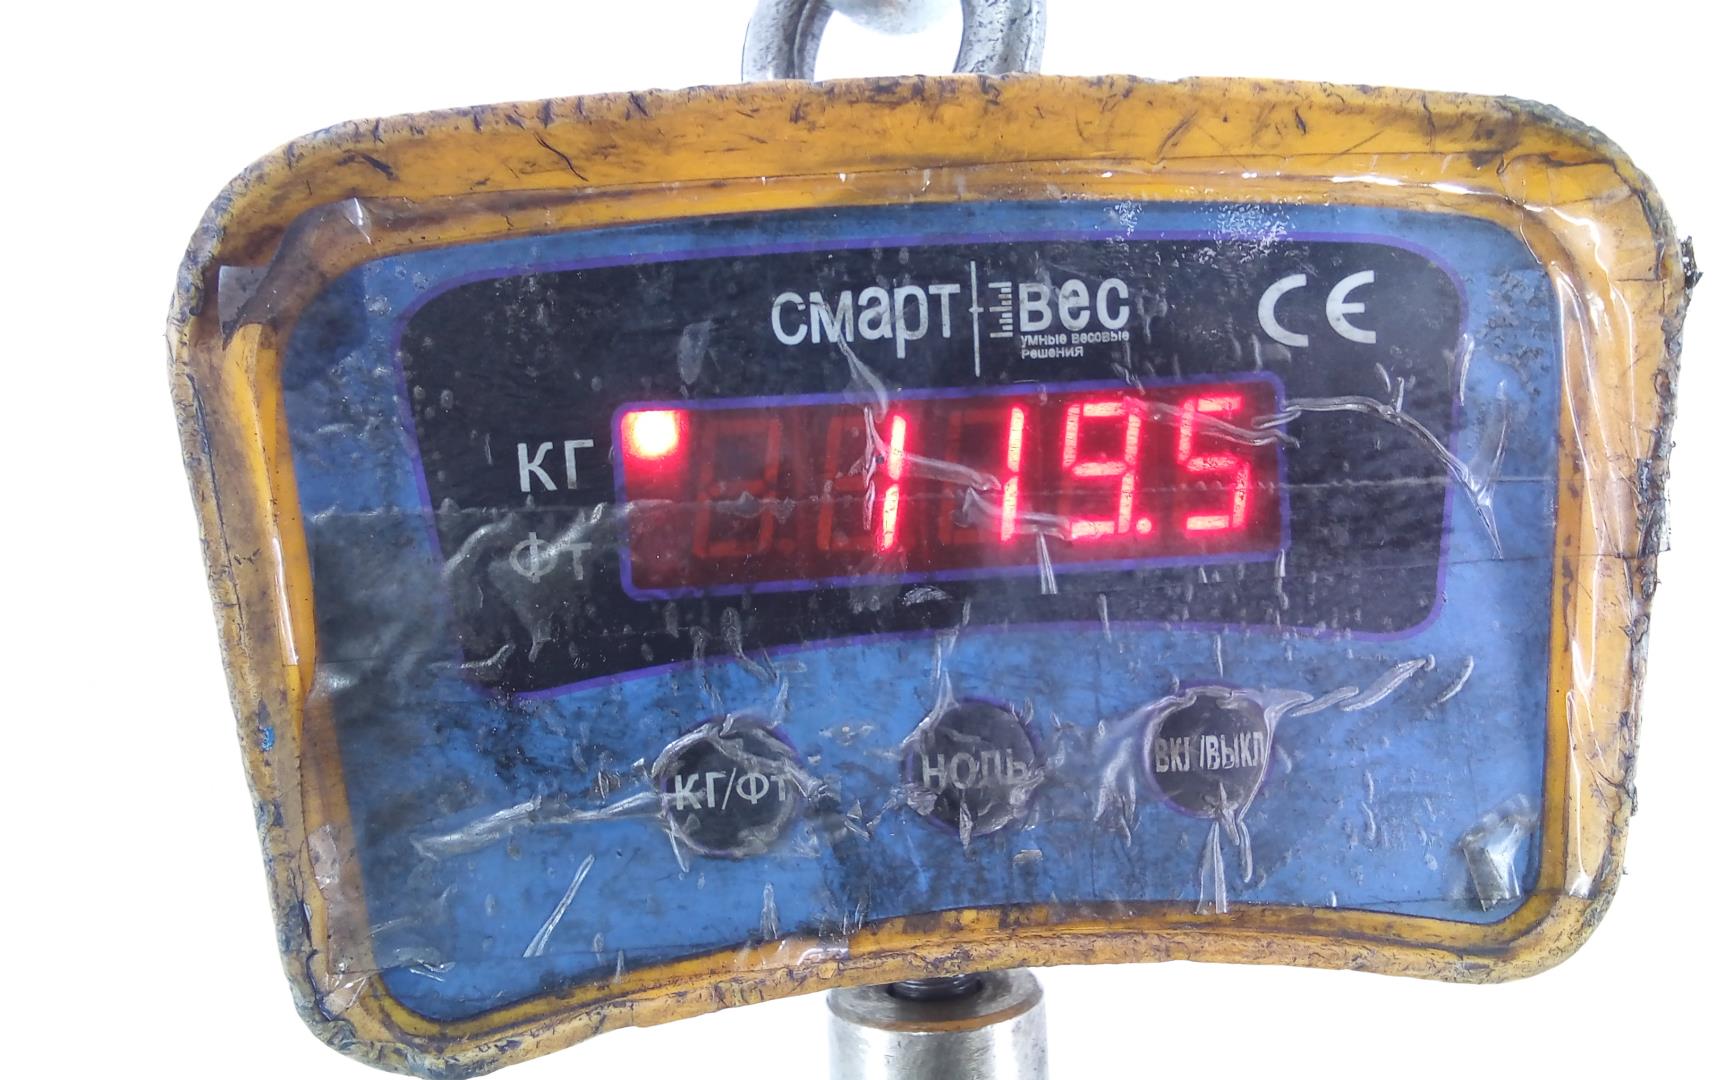 смарт вес
умные весовые
решения
CE
КГ
119.5
Фт
КГ/ФТ
НОЛЬ
ВКЛ/ВЫКЛ